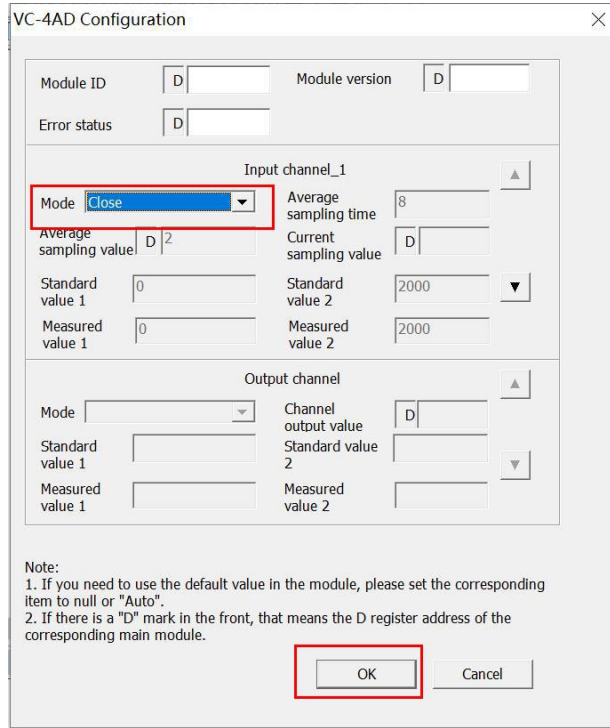 VC-4AD Configuration
Module ID D
Module version D
Error status D
Input channel_1
Mode Close
Average
sampling time 8
Average
sampling value D 2
Current
sampling value D
Standard
value 1 0
Standard
value 2 2000
Measured
value 1 0
Measured
value 2 2000
Output channel
Mode
Channel
output value D
Standard
value 1
Standard value
2
Measured
value 1
Measured
value 2
Note:
1. If you need to use the default value in the module, please set the corresponding
item to null or "Auto".
2. If there is a "D" mark in the front, that means the D register address of the
corresponding main module.
OK
Cancel